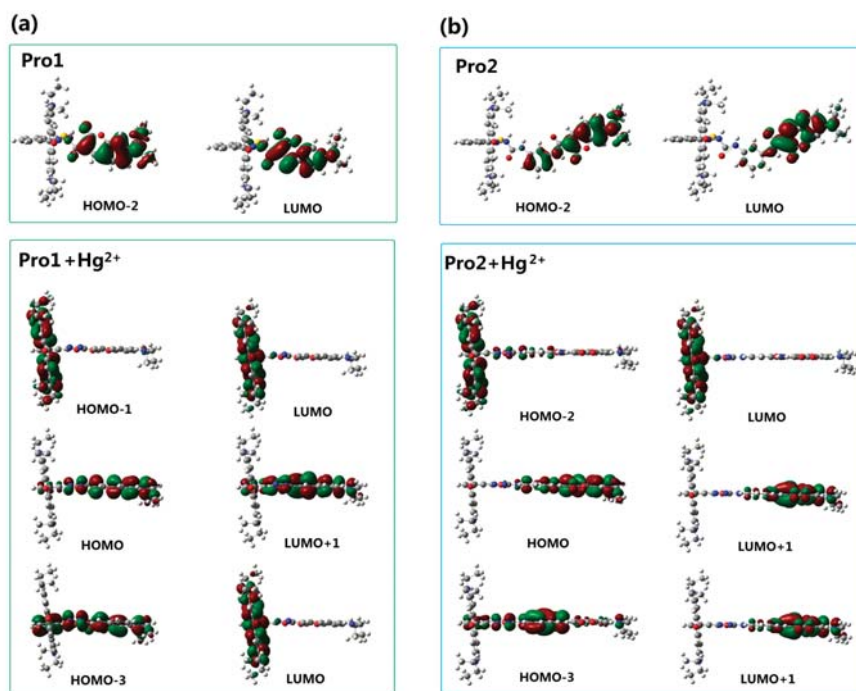 (a)
Pro1
HOMO-2
LUMO
Pro1+Hg²⁺
HOMO-1
LUMO
HOMO
LUMO+1
HOMO-3
LUMO
(b)
Pro2
HOMO-2
LUMO
Pro2+Hg²⁺
HOMO-2
LUMO
HOMO
LUMO+1
HOMO-3
LUMO+1